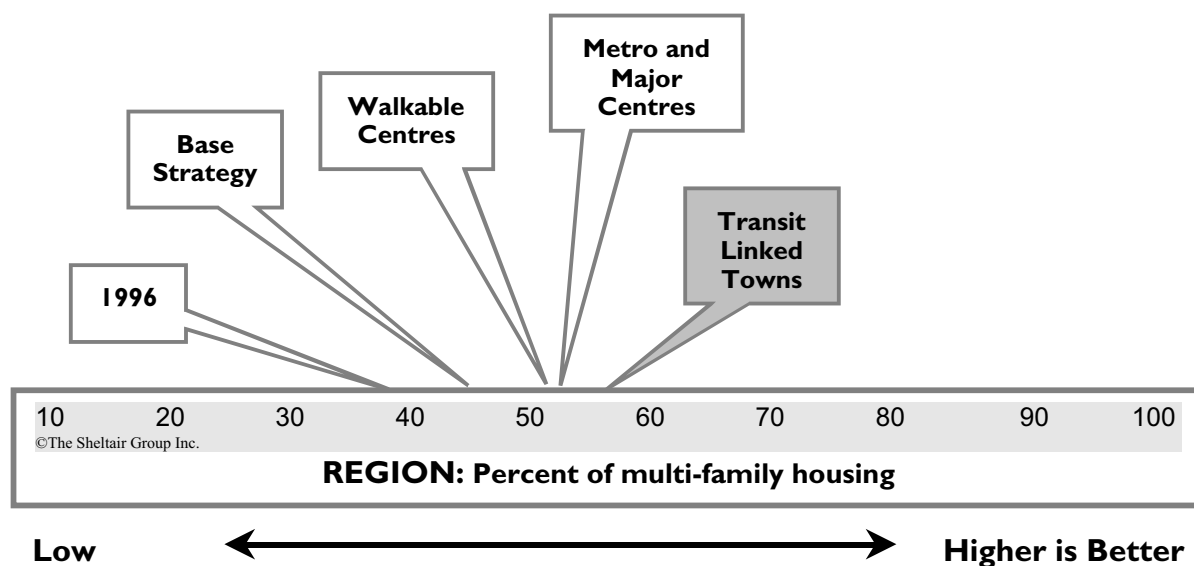 Metro and
Major
Centres
Walkable
Centres
Base
Strategy
Transit
Linked
Towns
1996
10 20 30 40 50 60 70 80 90 100
©The Sheltair Group Inc.
REGION: Percent of multi-family housing
Low Higher is Better